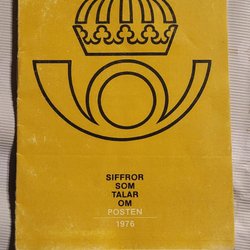 SIFFROR
SOM
TALAR
OM
POSTEN
1976